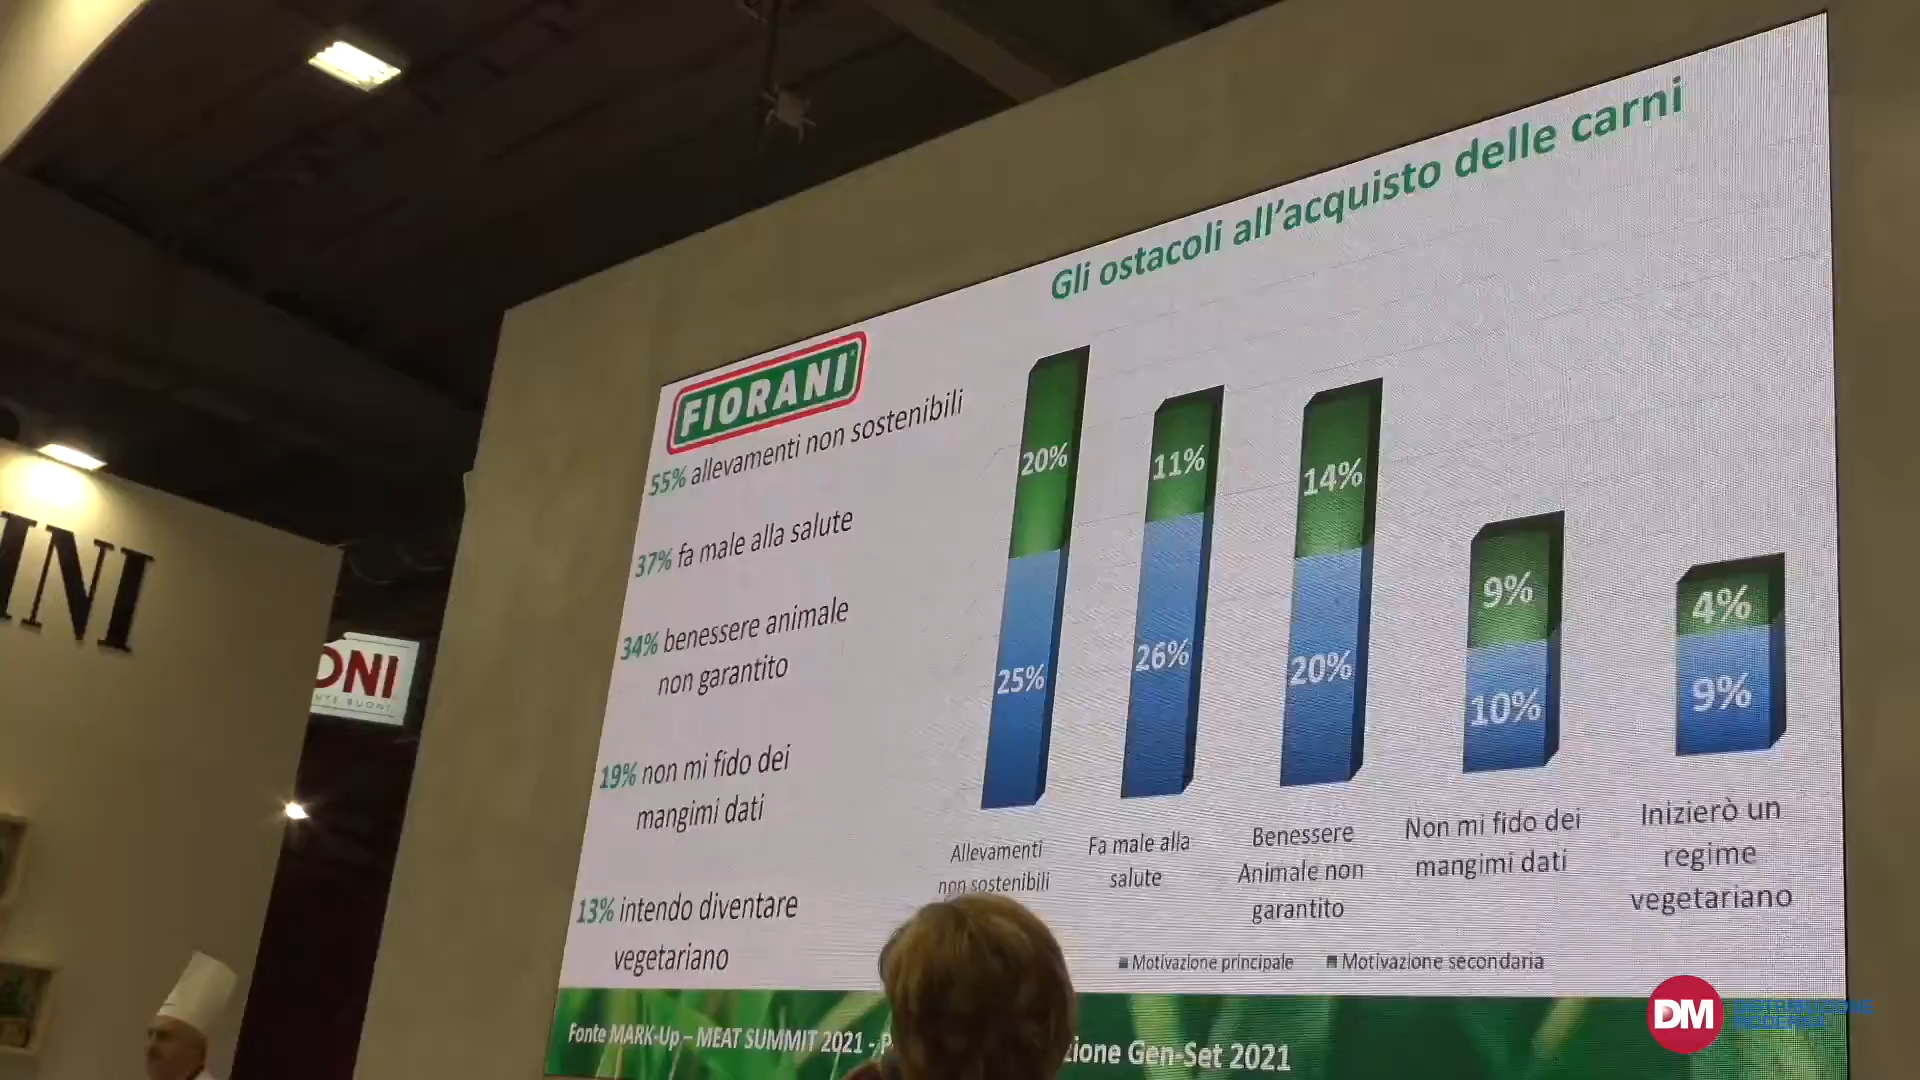 Gli ostacoli all'acquisto delle carni
FIORANI
55% allevamenti non sostenibili
37% fa male alla salute
34% benessere animale
non garantito
19% non mi fido dei
mangimi dati
13% intendo diventare
vegetariano
20%
11%
14%
9%
4%
25%
26%
20%
10%
9%
Allevamenti
non sostenibili
Fa male alla
salute
Benessere
Animale non
garantito
Non mi fido dei
mangimi dati
Inizierò un
regime
vegetariano
Motivazione principale
Motivazione secondaria
Fonte MARK-Up – MEAT SUMMIT 2021 -
Gen-Set 2021
INI
ONI
BUONI
DM
DISTRIBUZIONE
MODERNA